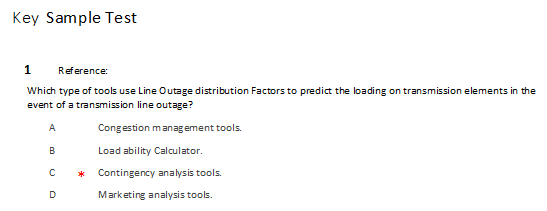 Key Sample Test
1 Reference:
Which type of tools use Line Outage distribution Factors to predict the loading on transmission elements in the
event of a transmission line outage?
A Congestion management tools.
B Load ability Calculator.
C * Contingency analysis tools.
D Marketing analysis tools.